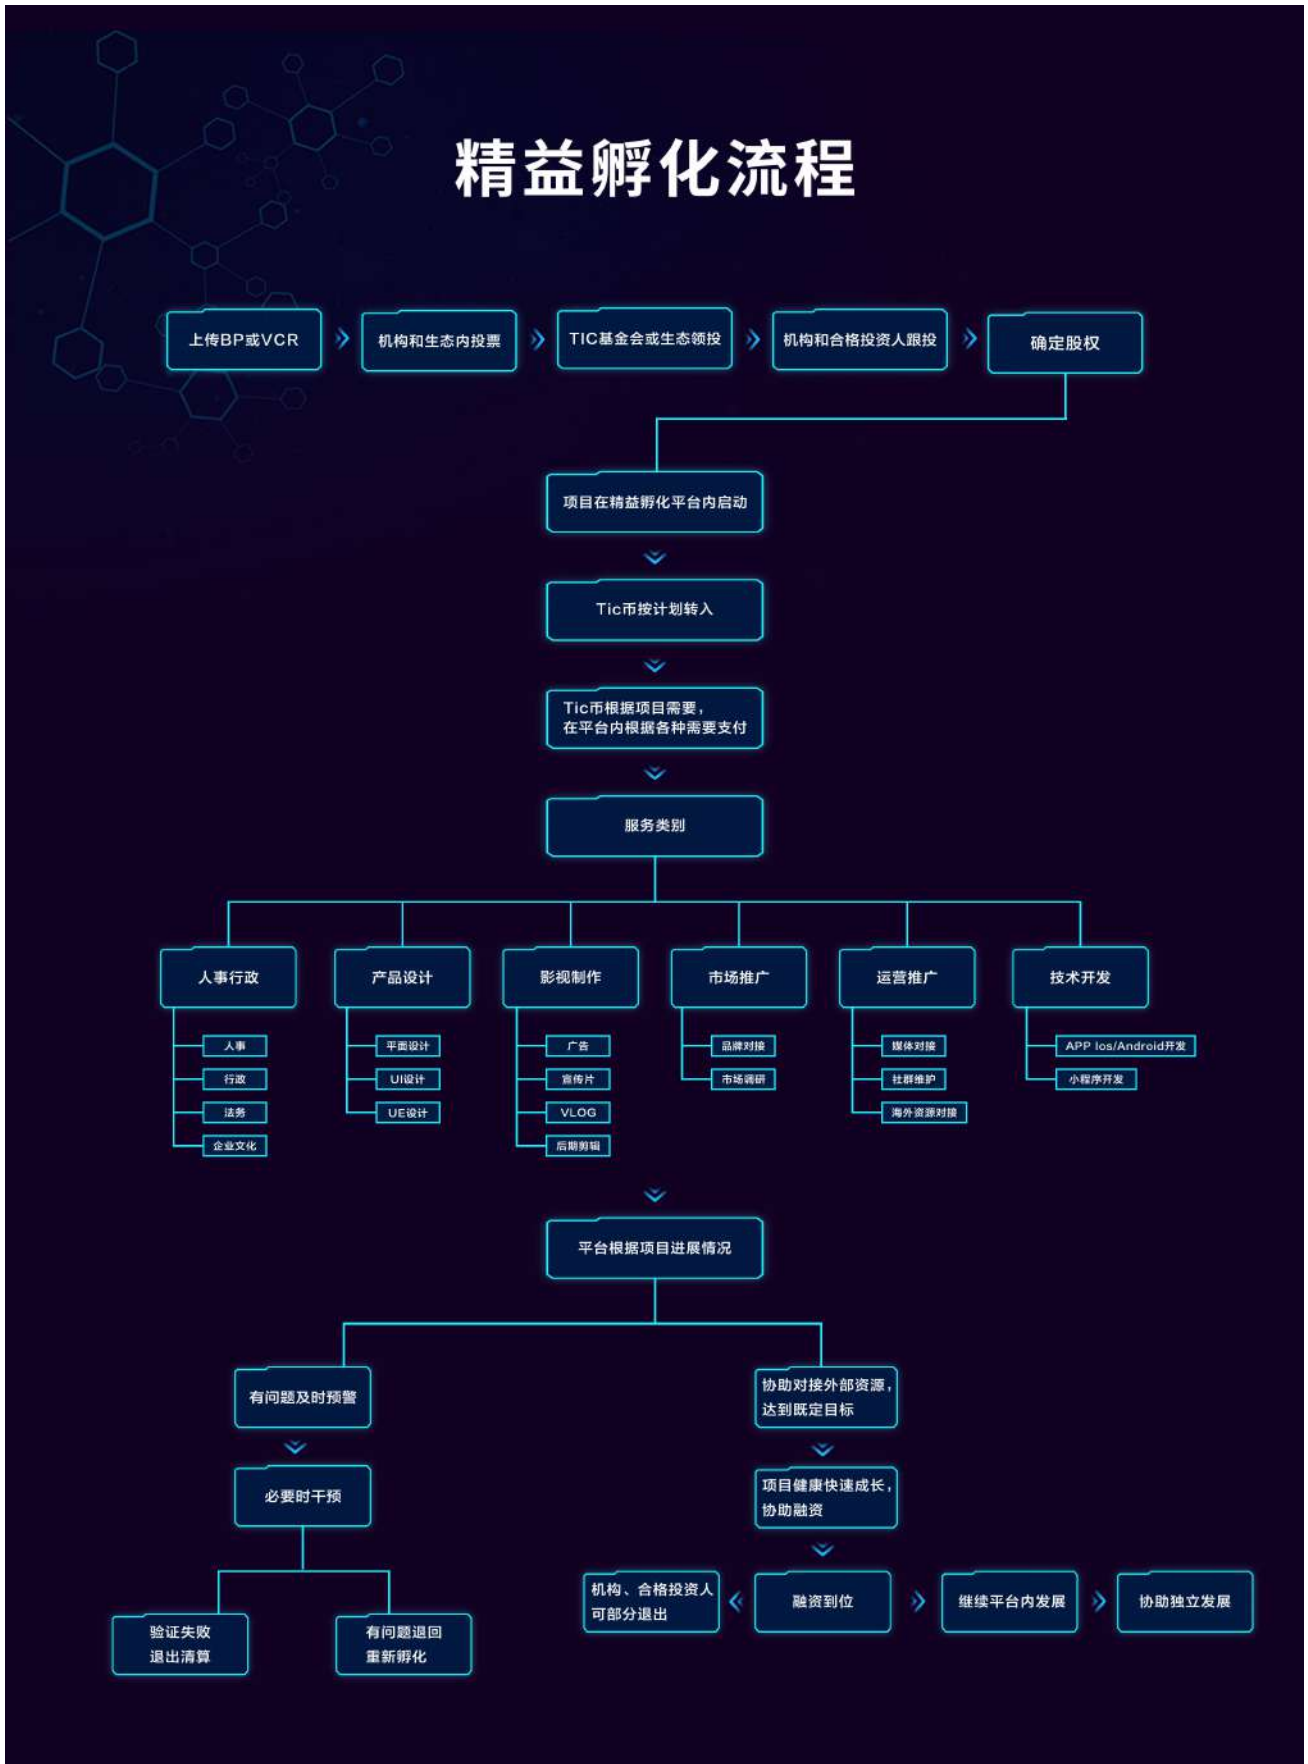 精益孵化流程
上传BP或VCR
机构和生态内投票
TIC基金会或生态领投
机构和合格投资人跟投
确定股权
项目在精益孵化平台内启动
Tic币按计划转入
Tic币根据项目需要，
在平台内根据各种需要支付
服务类别
人事行政
产品设计
影视制作
市场推广
运营推广
技术开发
人事
行政
法务
企业文化
平面设计
UI设计
UE设计
广告
宣传片
VLOG
后期剪辑
品牌对接
市场调研
媒体对接
社群维护
海外资源对接
APP Ios/Android开发
小程序开发
平台根据项目进展情况
有问题及时预警
必要时干预
验证失败
退出清算
有问题退回
重新孵化
协助对接外部资源，
达到既定目标
项目健康快速成长，
协助融资
机构、合格投资人
可部分退出
融资到位
继续平台内发展
协助独立发展